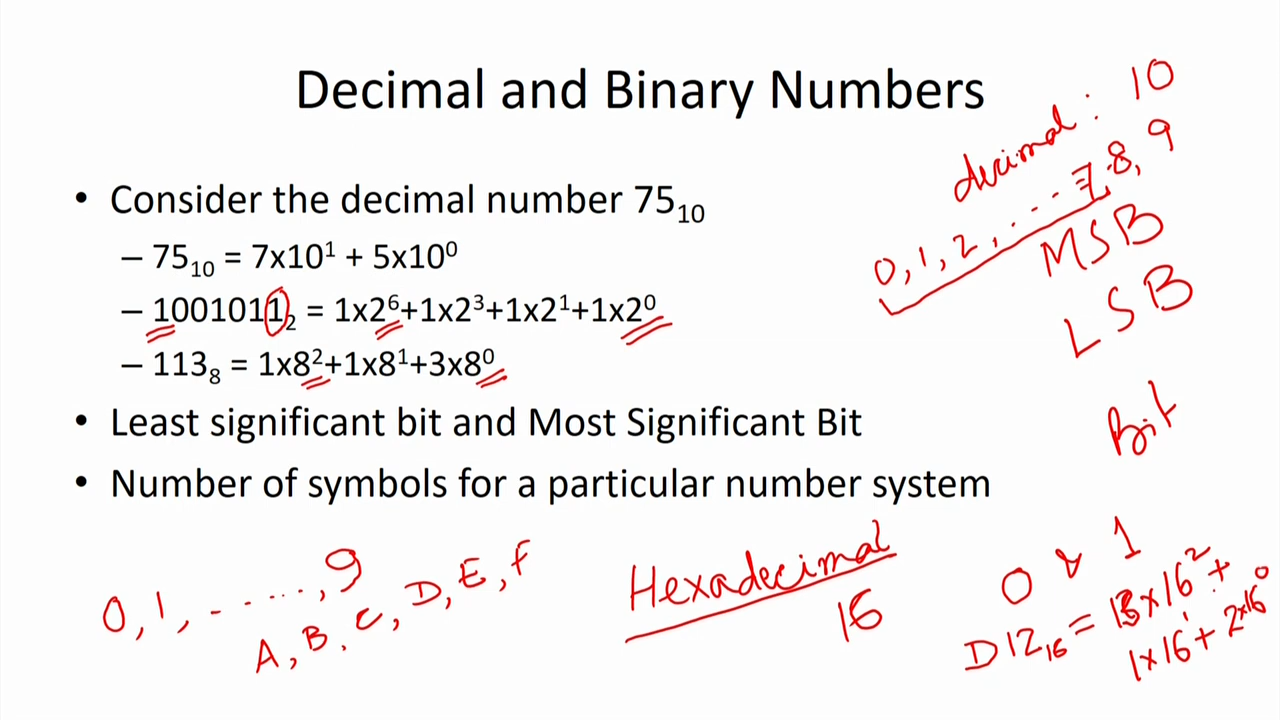 Decimal and Binary Numbers
decimal : 10
0, 1, 2, ... 7, 8, 9
• Consider the decimal number 75₁₀
– 75₁₀ = 7x10¹ + 5x10⁰
– 1001011₂ = 1x2⁶+1x2³+1x2¹+1x2⁰
– 113₈ = 1x8²+1x8¹+3x8⁰
MSB
LSB
• Least significant bit and Most Significant Bit
Bit
• Number of symbols for a particular number system
0, 1, ......, 9
A, B, C, D, E, F
Hexadecimal
16
0 & 1
D12₁₆ = 13x16² +
1x16¹ + 2x16⁰